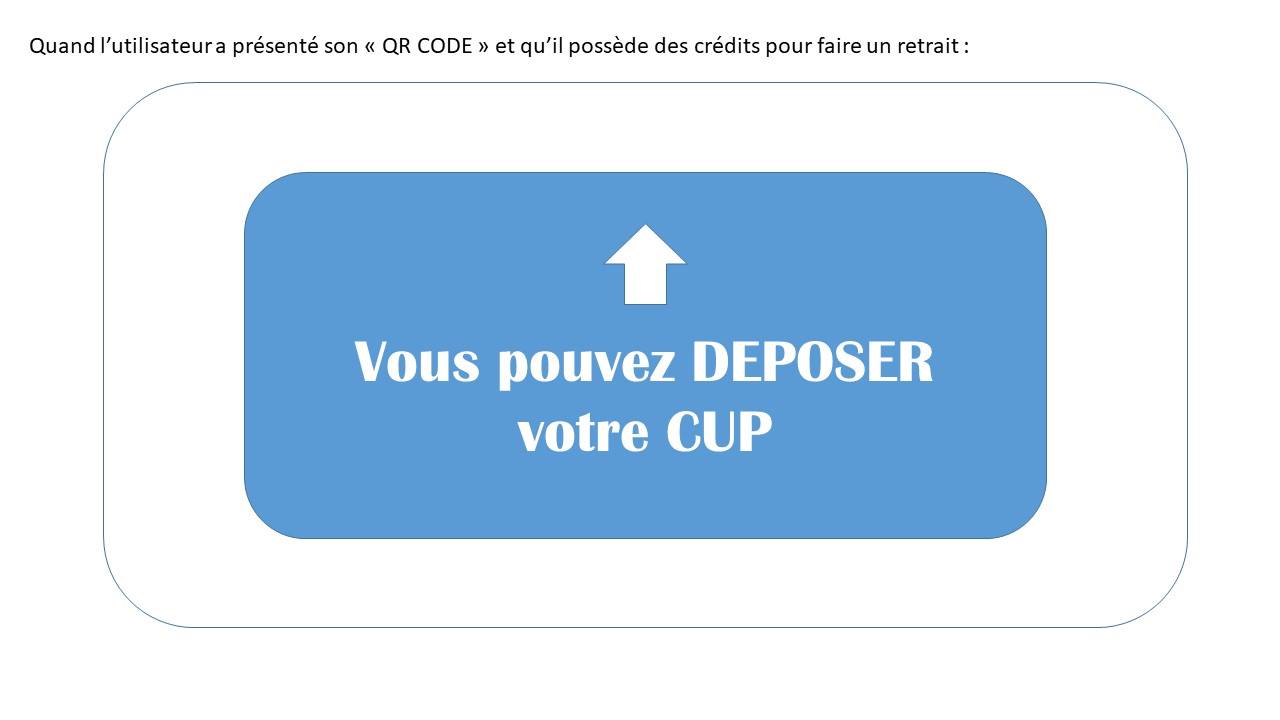 Quand l’utilisateur a présenté son « QR CODE » et qu’il possède des crédits pour faire un retrait :
Vous pouvez DEPOSER
votre CUP